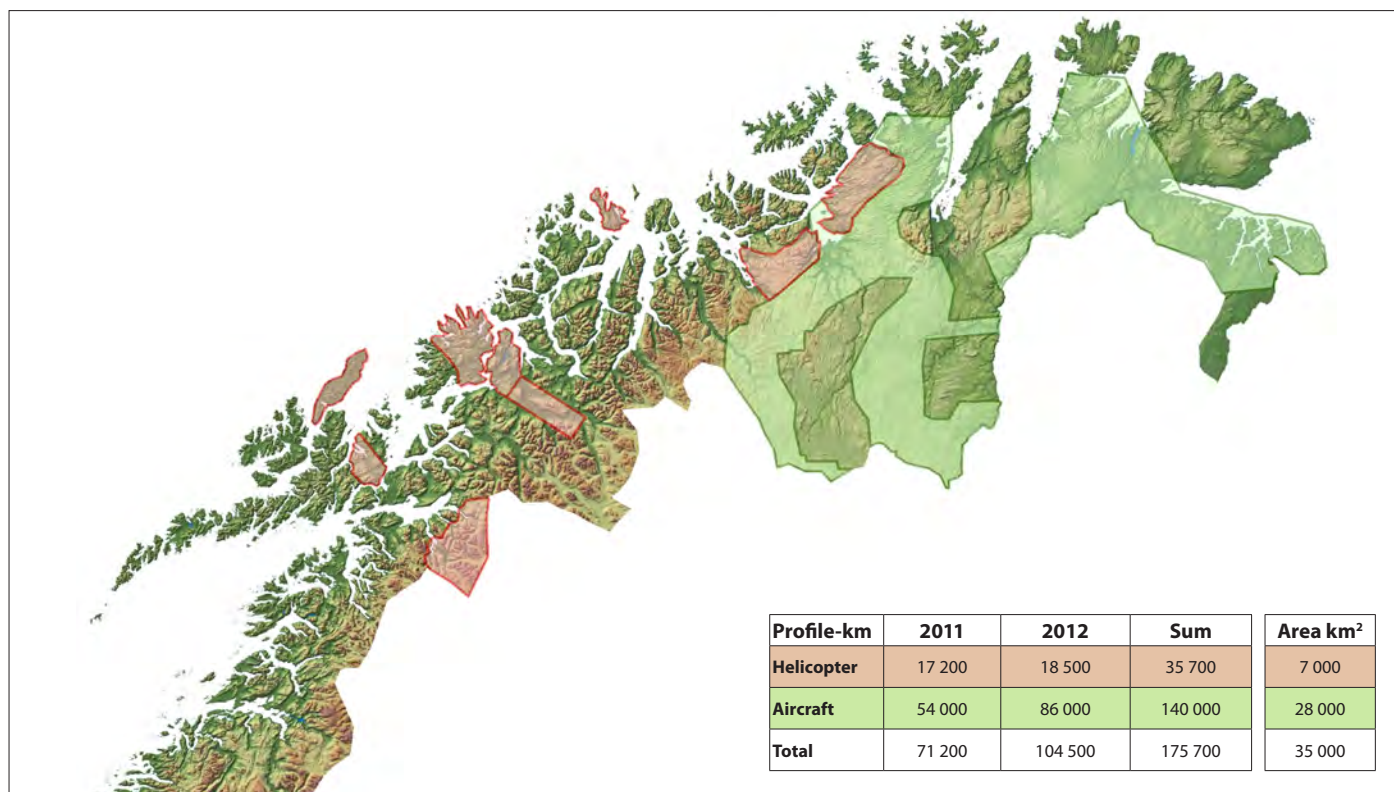 Profile-km 2011 2012 Sum Area km²
Helicopter 17 200 18 500 35 700 7 000
Aircraft 54 000 86 000 140 000 28 000
Total 71 200 104 500 175 700 35 000